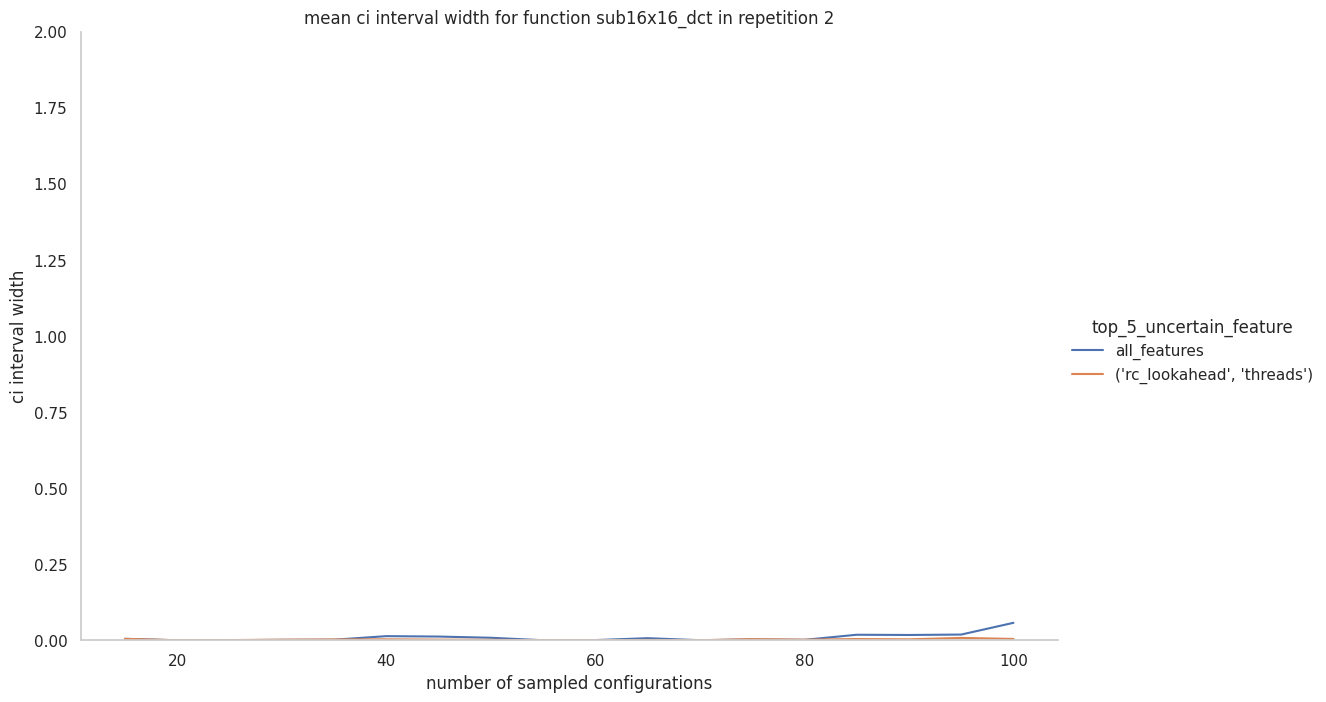 mean ci interval width for function sub16x16_dct in repetition 2
2.00
1.75
1.50
1.25
1.00
0.75
0.50
0.25
0.00
ci interval width
20
40
60
80
100
number of sampled configurations
top_5_uncertain_feature
all_features
('rc_lookahead', 'threads')